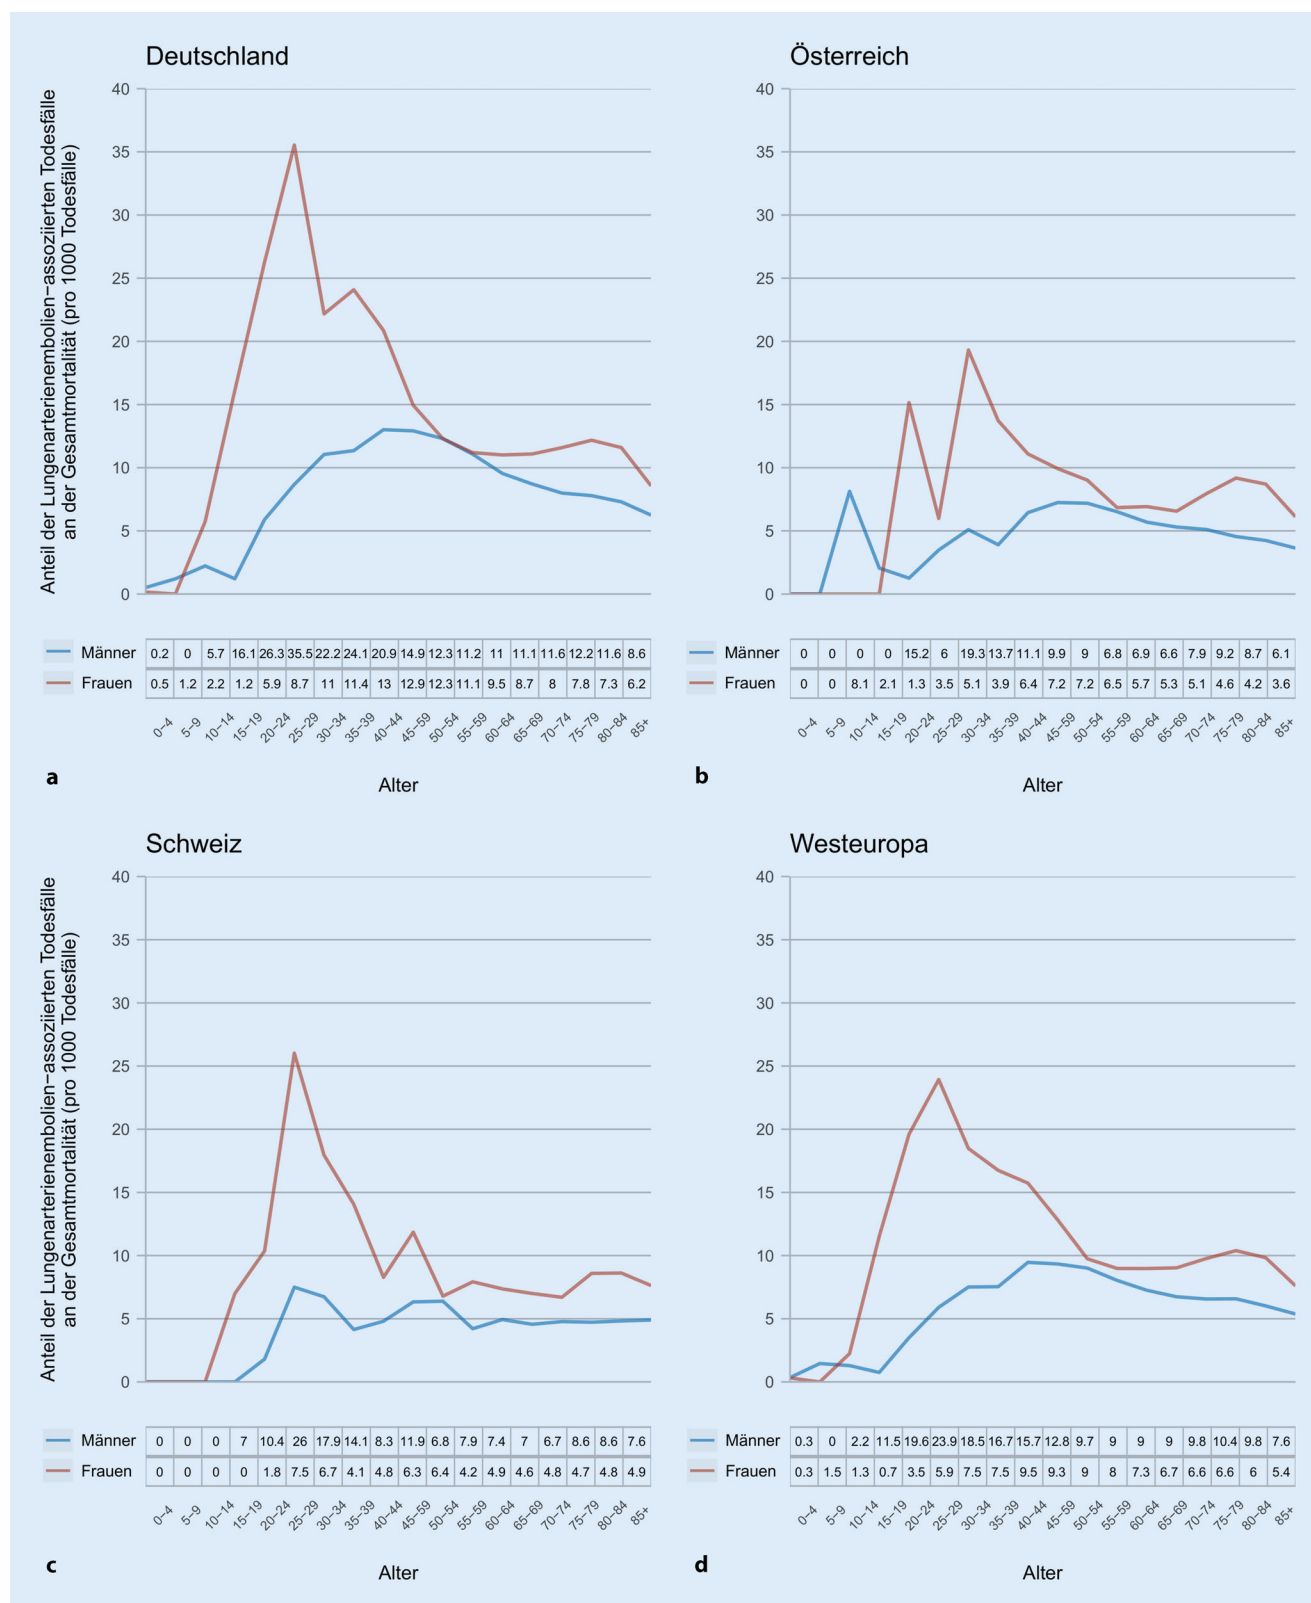 Deutschland
Anteil der Lungenarterienembolien−assoziierten Todesfälle
an der Gesamtmortalität (pro 1000 Todesfälle)
40
35
30
25
20
15
10
5
0
Männer 0.2 0 5.7 16.1 26.3 35.5 22.2 24.1 20.9 14.9 12.3 11.2 11 11.1 11.6 12.2 11.6 8.6
Frauen 0.5 1.2 2.2 1.2 5.9 8.7 11 11.4 13 12.9 12.3 11.1 9.5 8.7 8 7.8 7.3 6.2
0−4 5−9 10−14 15−19 20−24 25−29 30−34 35−39 40−44 45−59 50−54 55−59 60−64 65−69 70−74 75−79 80−84 85+
a
Alter
Österreich
40
35
30
25
20
15
10
5
0
Männer 0 0 0 0 15.2 6 19.3 13.7 11.1 9.9 9 6.8 6.9 6.6 7.9 9.2 8.7 6.1
Frauen 0 0 8.1 2.1 1.3 3.5 5.1 3.9 6.4 7.2 7.2 6.5 5.7 5.3 5.1 4.6 4.2 3.6
0−4 5−9 10−14 15−19 20−24 25−29 30−34 35−39 40−44 45−59 50−54 55−59 60−64 65−69 70−74 75−79 80−84 85+
b
Alter
Schweiz
Anteil der Lungenarterienembolien−assoziierten Todesfälle
an der Gesamtmortalität (pro 1000 Todesfälle)
40
35
30
25
20
15
10
5
0
Männer 0 0 0 7 10.4 26 17.9 14.1 8.3 11.9 6.8 7.9 7.4 7 6.7 8.6 8.6 7.6
Frauen 0 0 0 0 1.8 7.5 6.7 4.1 4.8 6.3 6.4 4.2 4.9 4.6 4.8 4.7 4.8 4.9
0−4 5−9 10−14 15−19 20−24 25−29 30−34 35−39 40−44 45−59 50−54 55−59 60−64 65−69 70−74 75−79 80−84 85+
c
Alter
Westeuropa
40
35
30
25
20
15
10
5
0
Männer 0.3 0 2.2 11.5 19.6 23.9 18.5 16.7 15.7 12.8 9.7 9 9 9 9.8 10.4 9.8 7.6
Frauen 0.3 1.5 1.3 0.7 3.5 5.9 7.5 7.5 9.5 9.3 9 8 7.3 6.7 6.6 6.6 6 5.4
0−4 5−9 10−14 15−19 20−24 25−29 30−34 35−39 40−44 45−59 50−54 55−59 60−64 65−69 70−74 75−79 80−84 85+
d
Alter